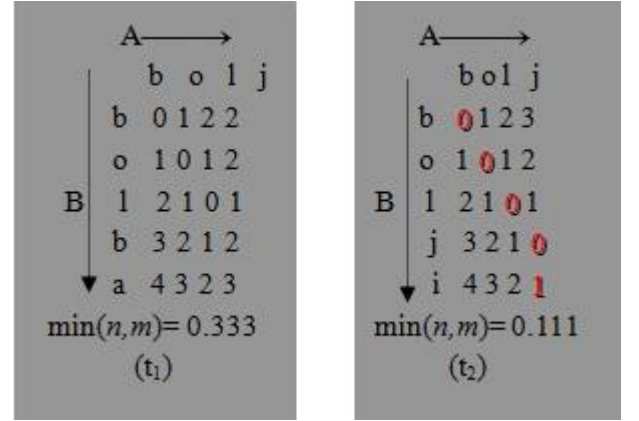 A
b o l j
b 0 1 2 2
o 1 0 1 2
B l 2 1 0 1
b 3 2 1 2
a 4 3 2 3
min(n,m)= 0.333
(t1)
A
b o l j
b 0 1 2 3
o 1 0 1 2
B l 2 1 0 1
j 3 2 1 0
i 4 3 2 1
min(n,m)= 0.111
(t2)